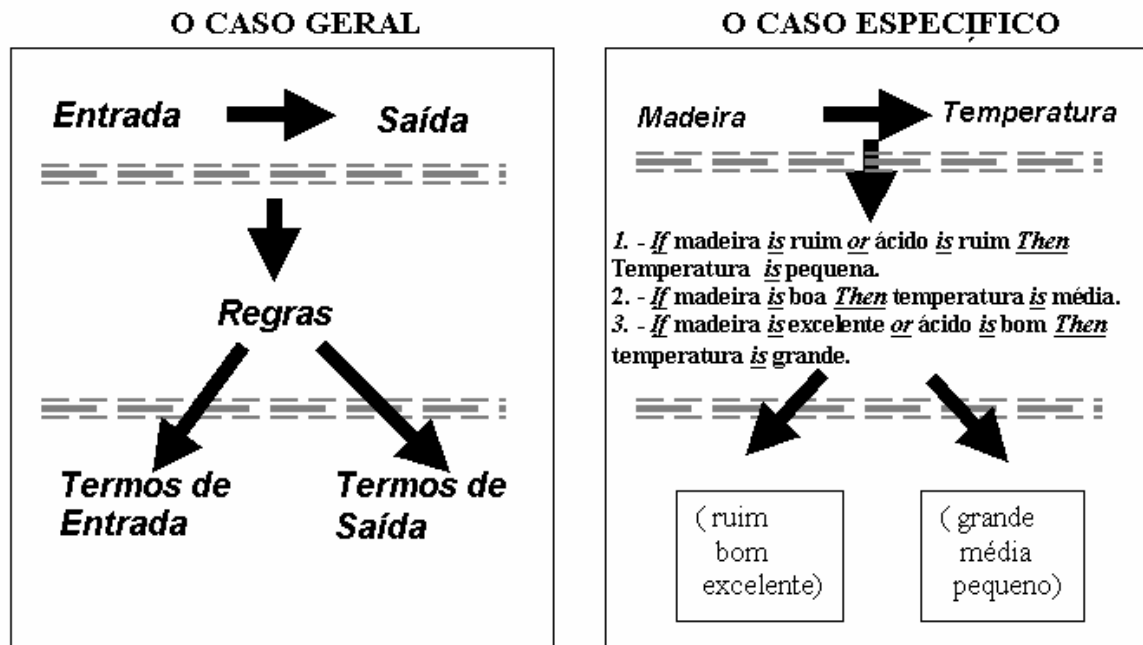 O CASO GERAL
Entrada
Saída
Regras
Termos de
Entrada
Termos de
Saída
O CASO ESPECÍFICO
Madeira
Temperatura
1. - If madeira is ruim or ácido is ruim Then
Temperatura is pequena.
2. - If madeira is boa Then temperatura is média.
3. - If madeira is excelente or ácido is bom Then
temperatura is grande.
( ruim
bom
excelente)
( grande
média
pequeno)